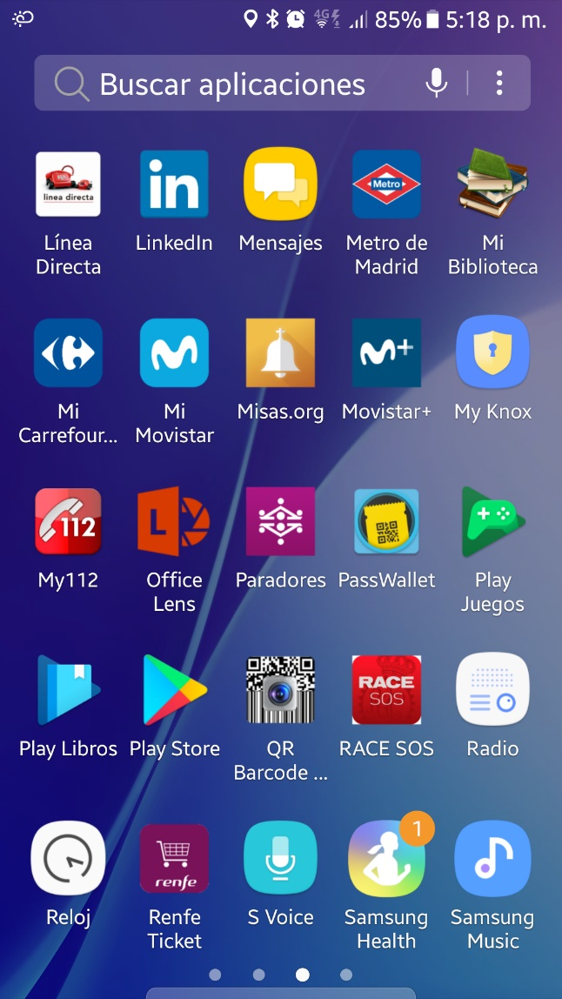 4G 85% 5:18 p. m.
Buscar aplicaciones
linea directa
in
Metro
Línea LinkedIn Mensajes Metro de Mi
Directa Madrid Biblioteca
Mi Mi Misas.org Movistar+ My Knox
Carrefour... Movistar
112
L
My112 Office Paradores PassWallet Play
Lens Juegos
RACE
SOS
Play Libros Play Store QR RACE SOS Radio
Barcode ...
1
renfe
Reloj Renfe S Voice Samsung Samsung
Ticket Health Music